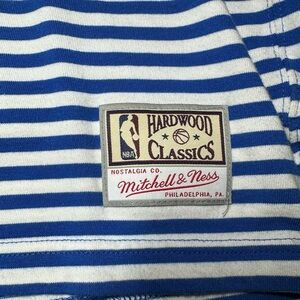 HARDWOOD
NBA
CLASSICS
NOSTALGIA CO.
Mitchell & Ness
PHILADELPHIA, PA.